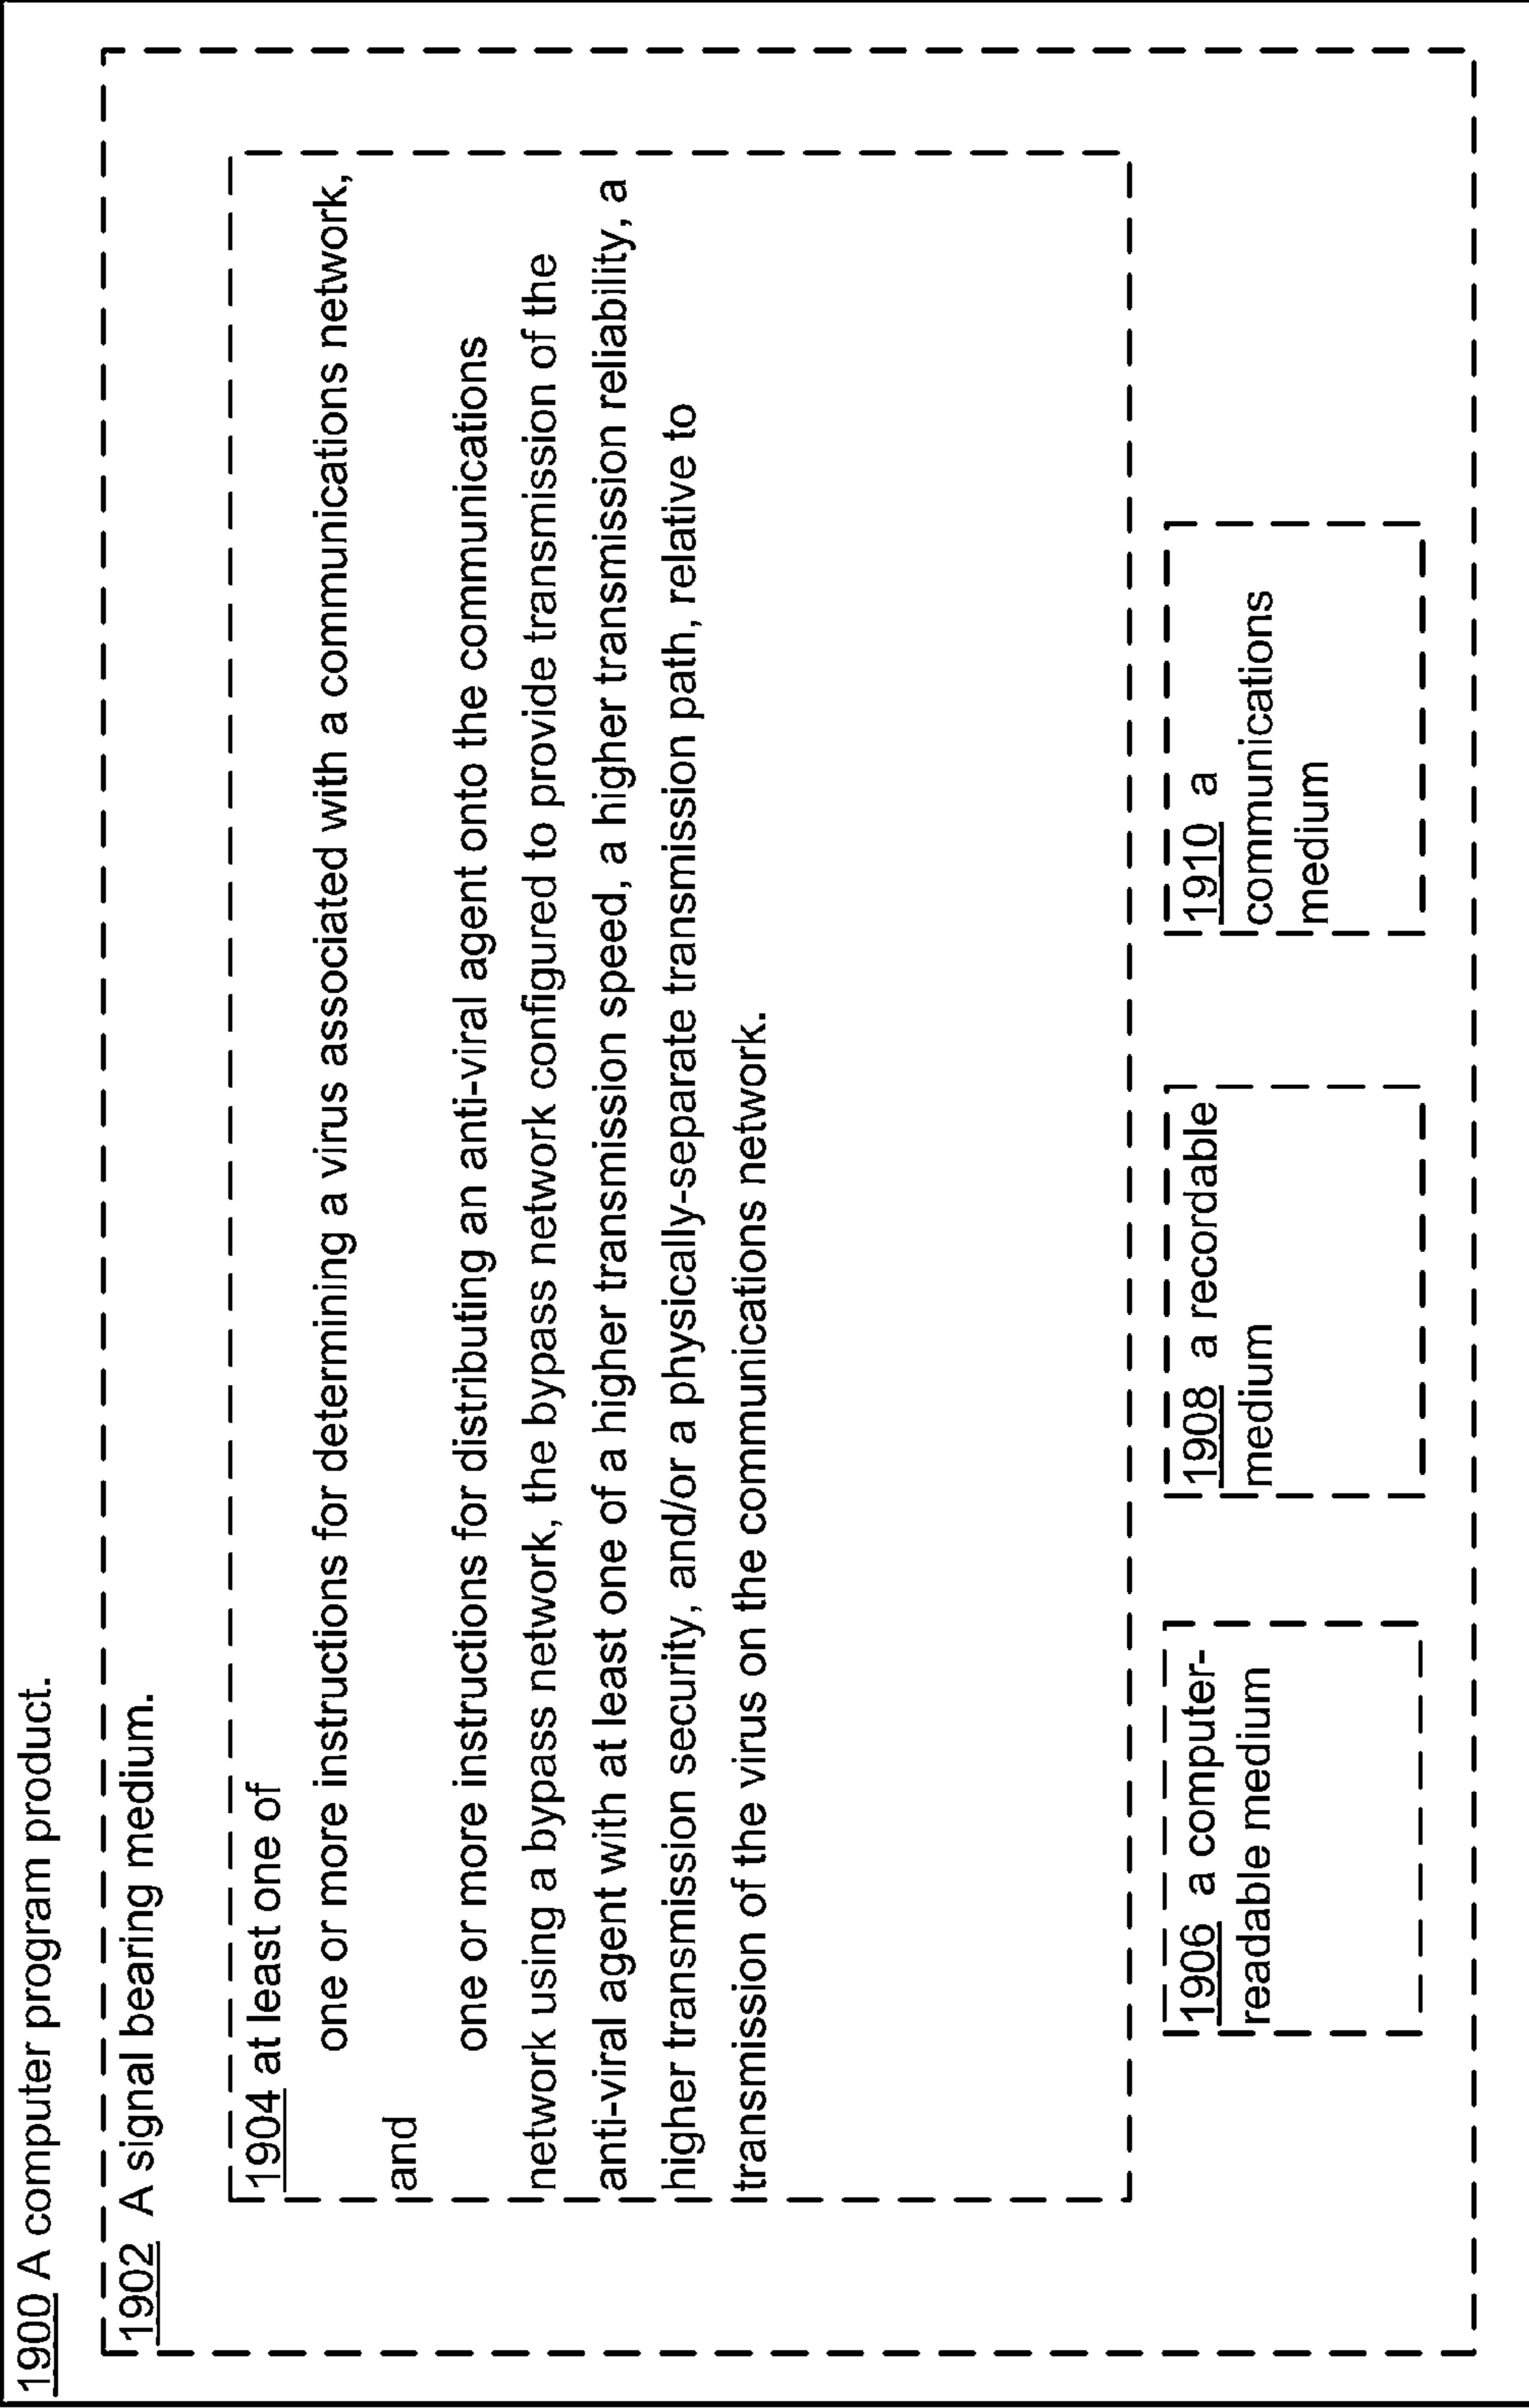 1900 A computer program product.
1902 A signal bearing medium.
1904 at least one of
one or more instructions for determining a virus associated with a communications network,
and
one or more instructions for distributing an anti-viral agent onto the communications
network using a bypass network, the bypass network configured to provide transmission of the
anti-viral agent with at least one of a higher transmission speed, a higher transmission reliability, a
higher transmission security, and/or a physically-separate transmission path, relative to
transmission of the virus on the communications network.
1906 a computer-
readable medium
1908 a recordable
medium
1910 a
communications
medium